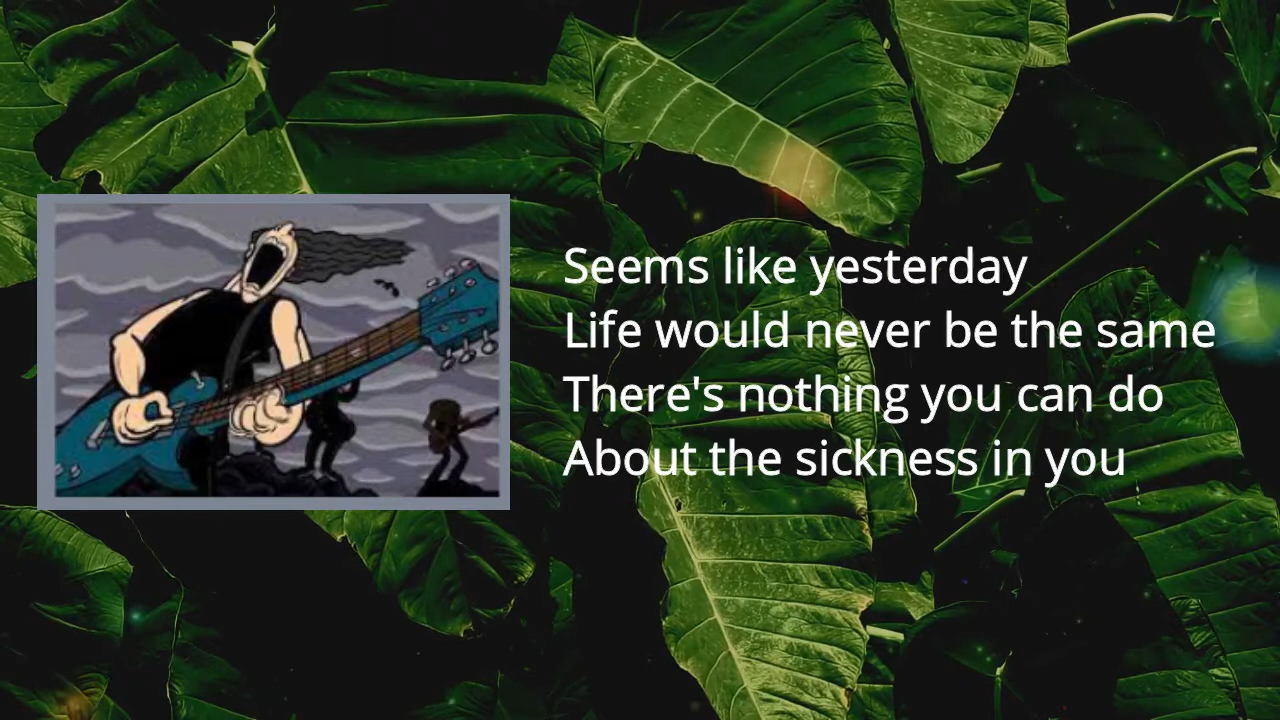 Seems like yesterday
Life would never be the same
There's nothing you can do
About the sickness in you